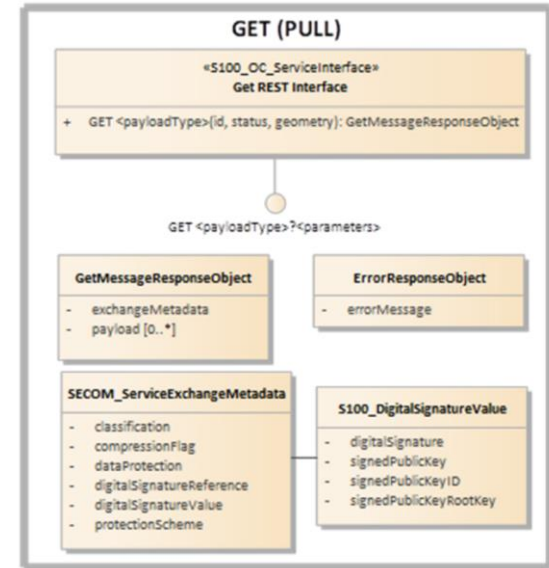 GET (PULL)
«S100_OC_ServiceInterface»
Get REST Interface
+ GET <payloadType>(id, status, geometry): GetMessageResponseObject
GET <payloadType>?<parameters>
GetMessageResponseObject
- exchangeMetadata
- payload [0..*]
ErrorResponseObject
- errorMessage
SECOM_ServiceExchangeMetadata
- classification
- compressionFlag
- dataProtection
- digitalSignatureReference
- digitalSignatureValue
- protectionScheme
S100_DigitalSignatureValue
- digitalSignature
- signedPublicKey
- signedPublicKeyID
- signedPublicKeyRootKey